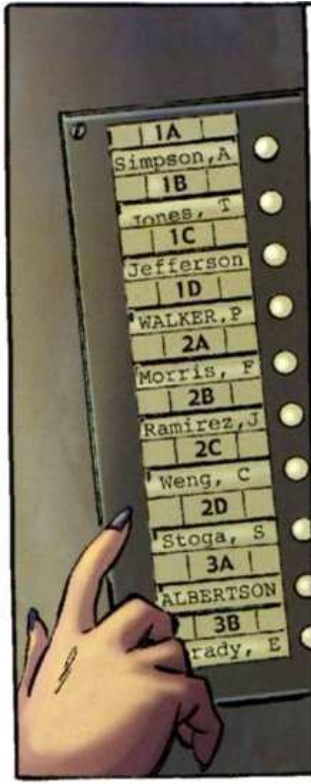 1A
Simpson,A
1B
Jones, T
1C
Jefferson
1D
WALKER,P
2A
Morris, F
2B
Ramirez,J
2C
Weng, C
2D
Stoga, S
3A
ALBERTSON
3B
rady, E